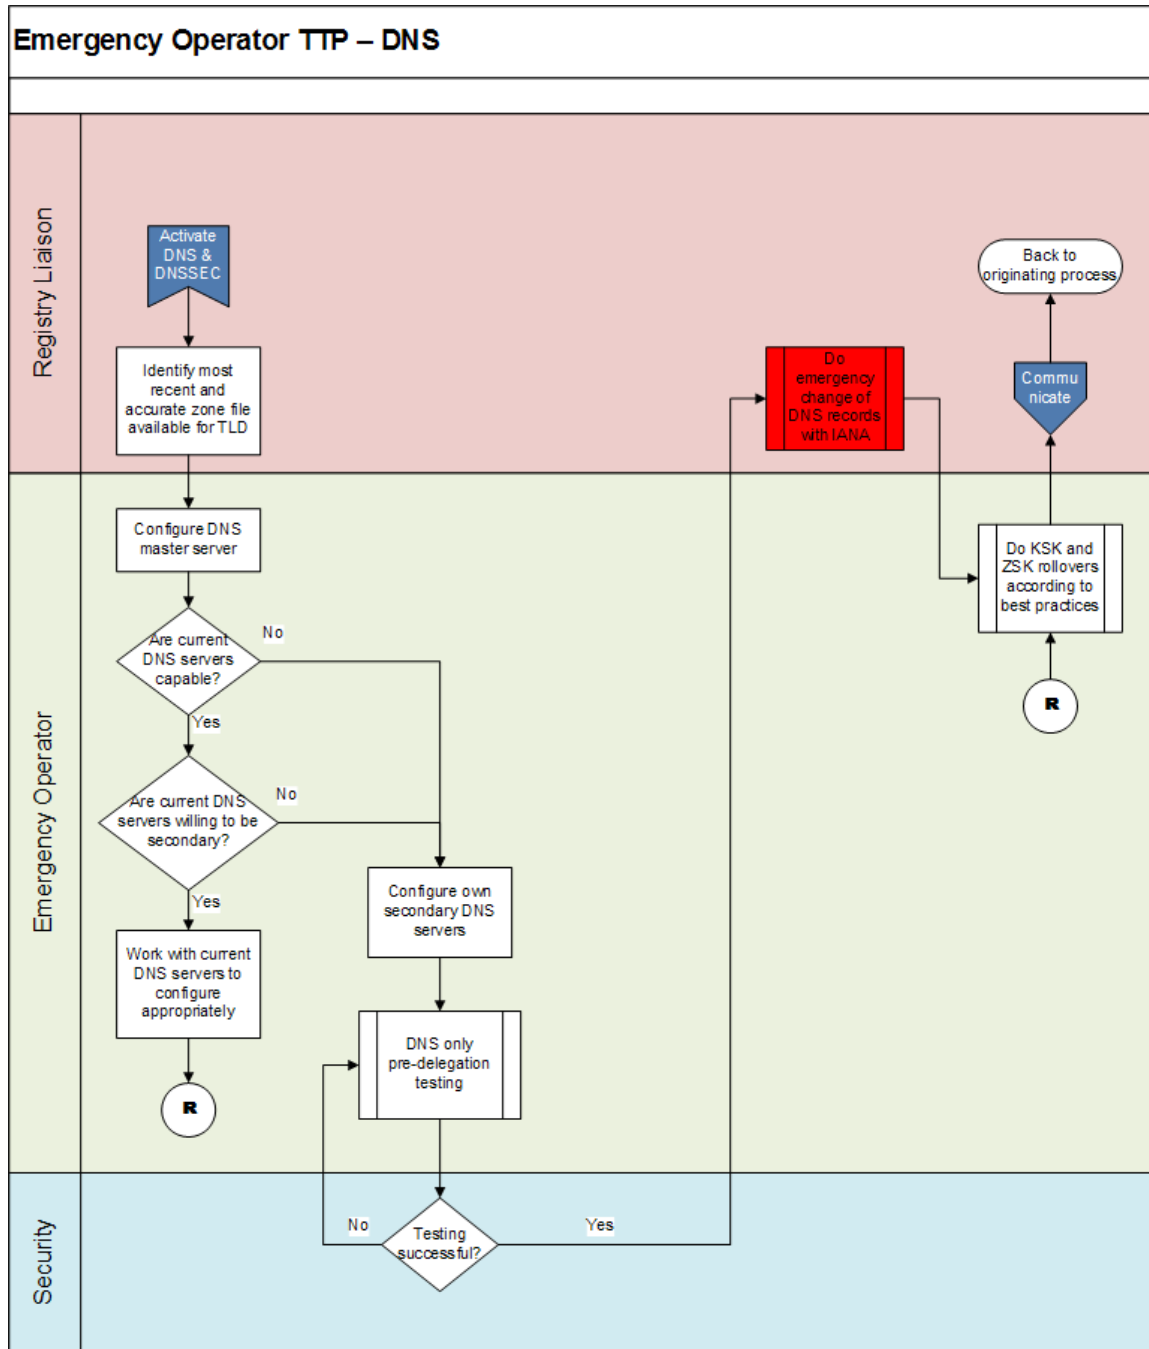 Emergency Operator TTP – DNS
Registry Liaison
Activate
DNS &
DNSSEC
Identify most
recent and
accurate zone file
available for TLD
Do
emergency
change of
DNS records
with IANA
Back to
originating process
Commu
nicate
Emergency Operator
Configure DNS
master server
Are current
DNS servers
capable?
No
Yes
Are current DNS
servers willing to be
secondary?
No
Yes
Work with current
DNS servers to
configure
appropriately
R
Configure own
secondary DNS
servers
DNS only
pre-delegation
testing
Do KSK and
ZSK rollovers
according to
best practices
R
Security
Testing
successful?
No
Yes